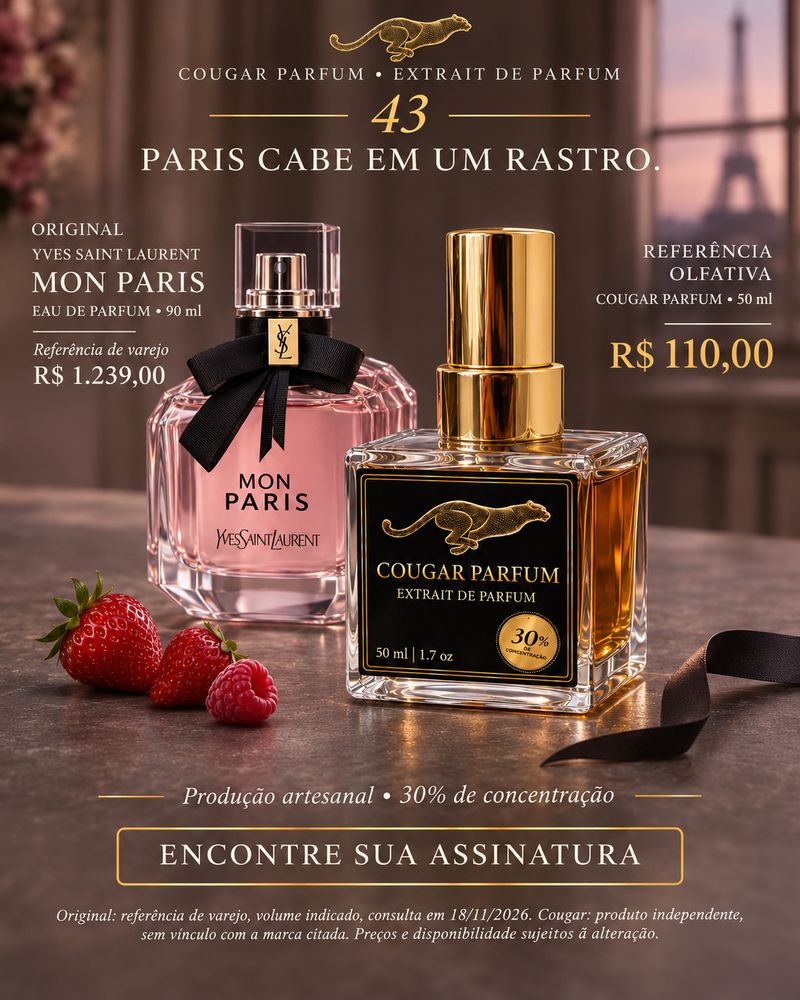 COUGAR PARFUM • EXTRAIT DE PARFUM
43
PARIS CABE EM UM RASTRO.
ORIGINAL
YVES SAINT LAURENT
MON PARIS
EAU DE PARFUM • 90 ml
Referência de varejo
R$ 1.239,00
REFERÊNCIA
OLFATIVA
COUGAR PARFUM • 50 ml
R$ 110,00
YSL
MON
PARIS
YVESSAINTLAURENT
COUGAR PARFUM
EXTRAIT DE PARFUM
50 ml | 1.7 oz
30%
DE
CONCENTRAÇÃO
Produção artesanal • 30% de concentração
ENCONTRE SUA ASSINATURA
Original: referência de varejo, volume indicado, consulta em 18/11/2026. Cougar: produto independente,
sem vínculo com a marca citada. Preços e disponibilidade sujeitos ã alteração.